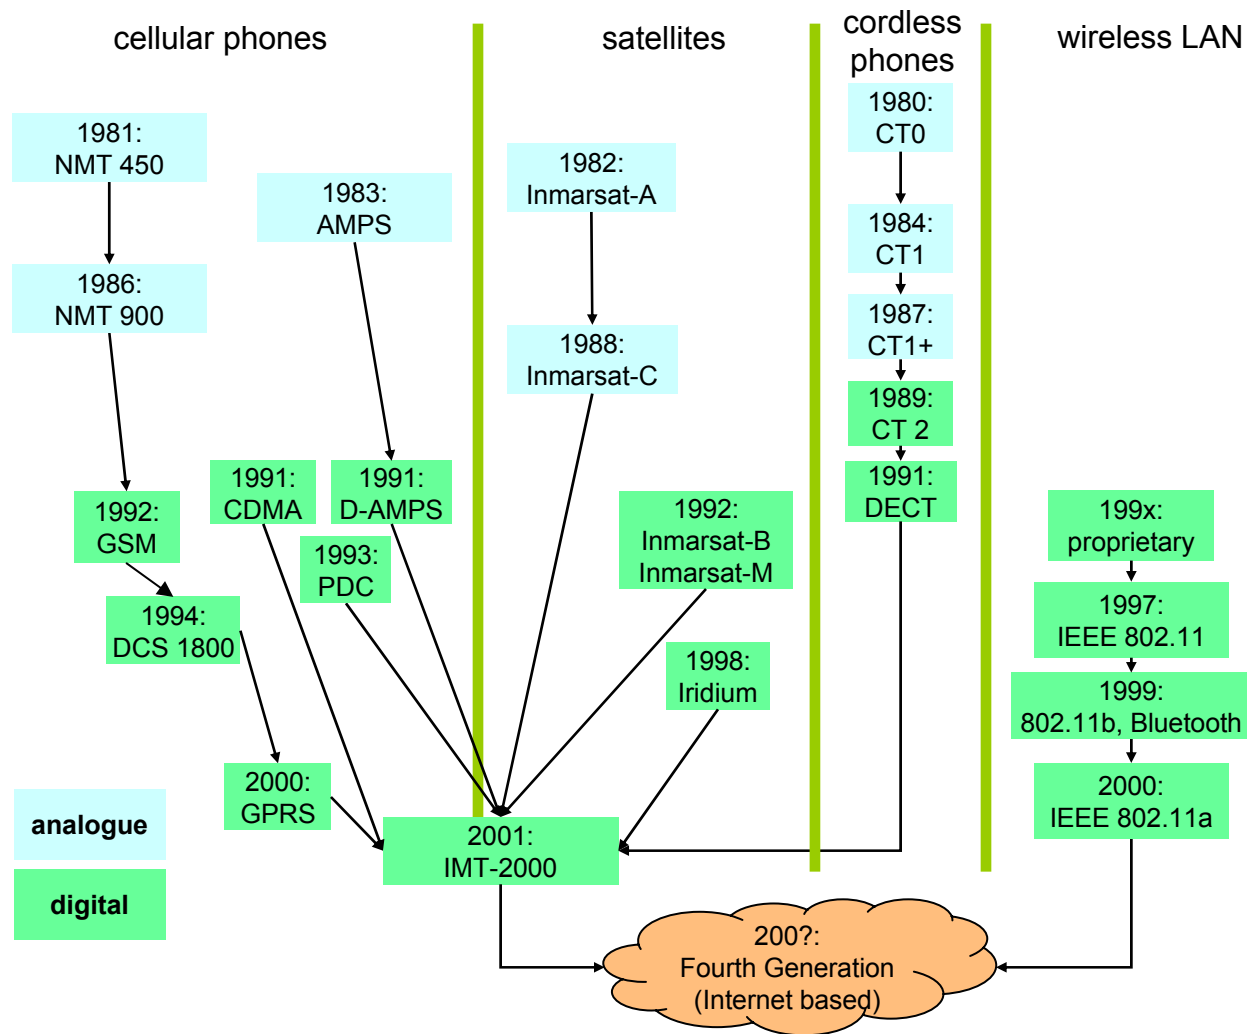 cellular phones
satellites
cordless
phones
wireless LAN
1981:
NMT 450
1986:
NMT 900
1992:
GSM
1994:
DCS 1800
2000:
GPRS
1991:
CDMA
1983:
AMPS
1991:
D-AMPS
1993:
PDC
1982:
Inmarsat-A
1988:
Inmarsat-C
1992:
Inmarsat-B
Inmarsat-M
1998:
Iridium
1980:
CT0
1984:
CT1
1987:
CT1+
1989:
CT 2
1991:
DECT
199x:
proprietary
1997:
IEEE 802.11
1999:
802.11b, Bluetooth
2000:
IEEE 802.11a
2001:
IMT-2000
200?:
Fourth Generation
(Internet based)
analogue
digital